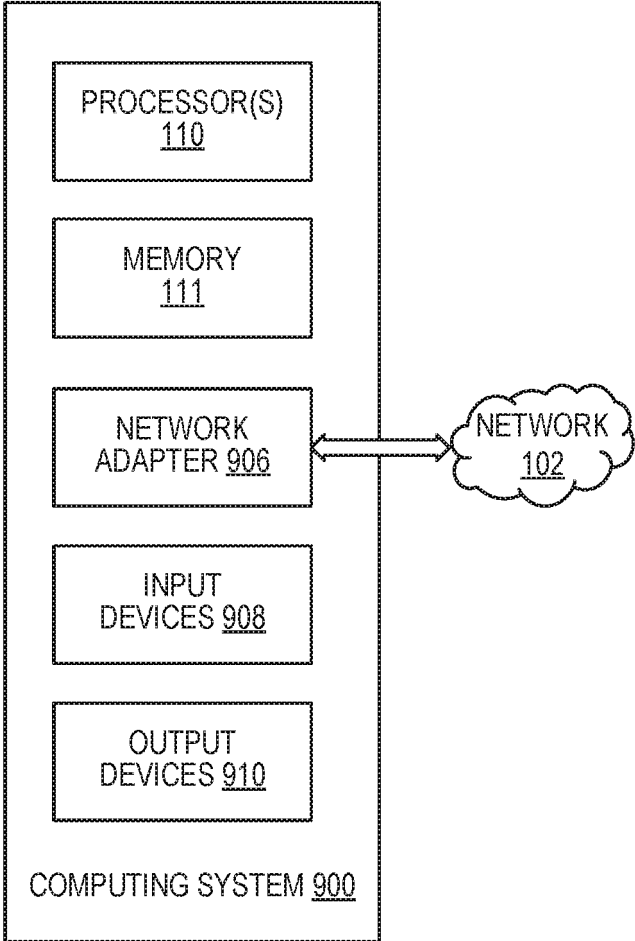 PROCESSOR(S)
110
MEMORY
111
NETWORK
ADAPTER 906
NETWORK
102
INPUT
DEVICES 908
OUTPUT
DEVICES 910
COMPUTING SYSTEM 900